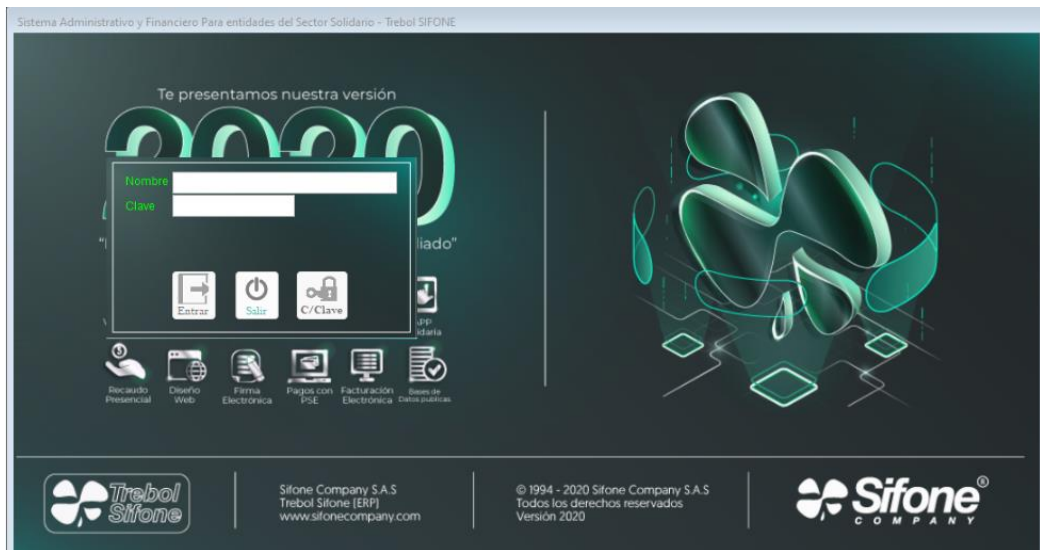 Sistema Administrativo y Financiero Para entidades del Sector Solidario - Trebol SIFONE
Te presentamos nuestra versión
2020
Nombre
Clave
liado"
Entrar
Salir
C/Clave
APP
idaria
Recaudo
Presencial
Diseño
Web
Firma
Electrónica
Pagos con
PSE
Facturación
Electrónica
Bases de
Datos publicas.
Trebol
Sifone
Sifone Company S.A.S
Trebol Sifone (ERP)
www.sifonecompany.com
© 1994 - 2020 Sifone Company S.A.S
Todos los derechos reservados
Versión 2020
Sifone®
COMPANY